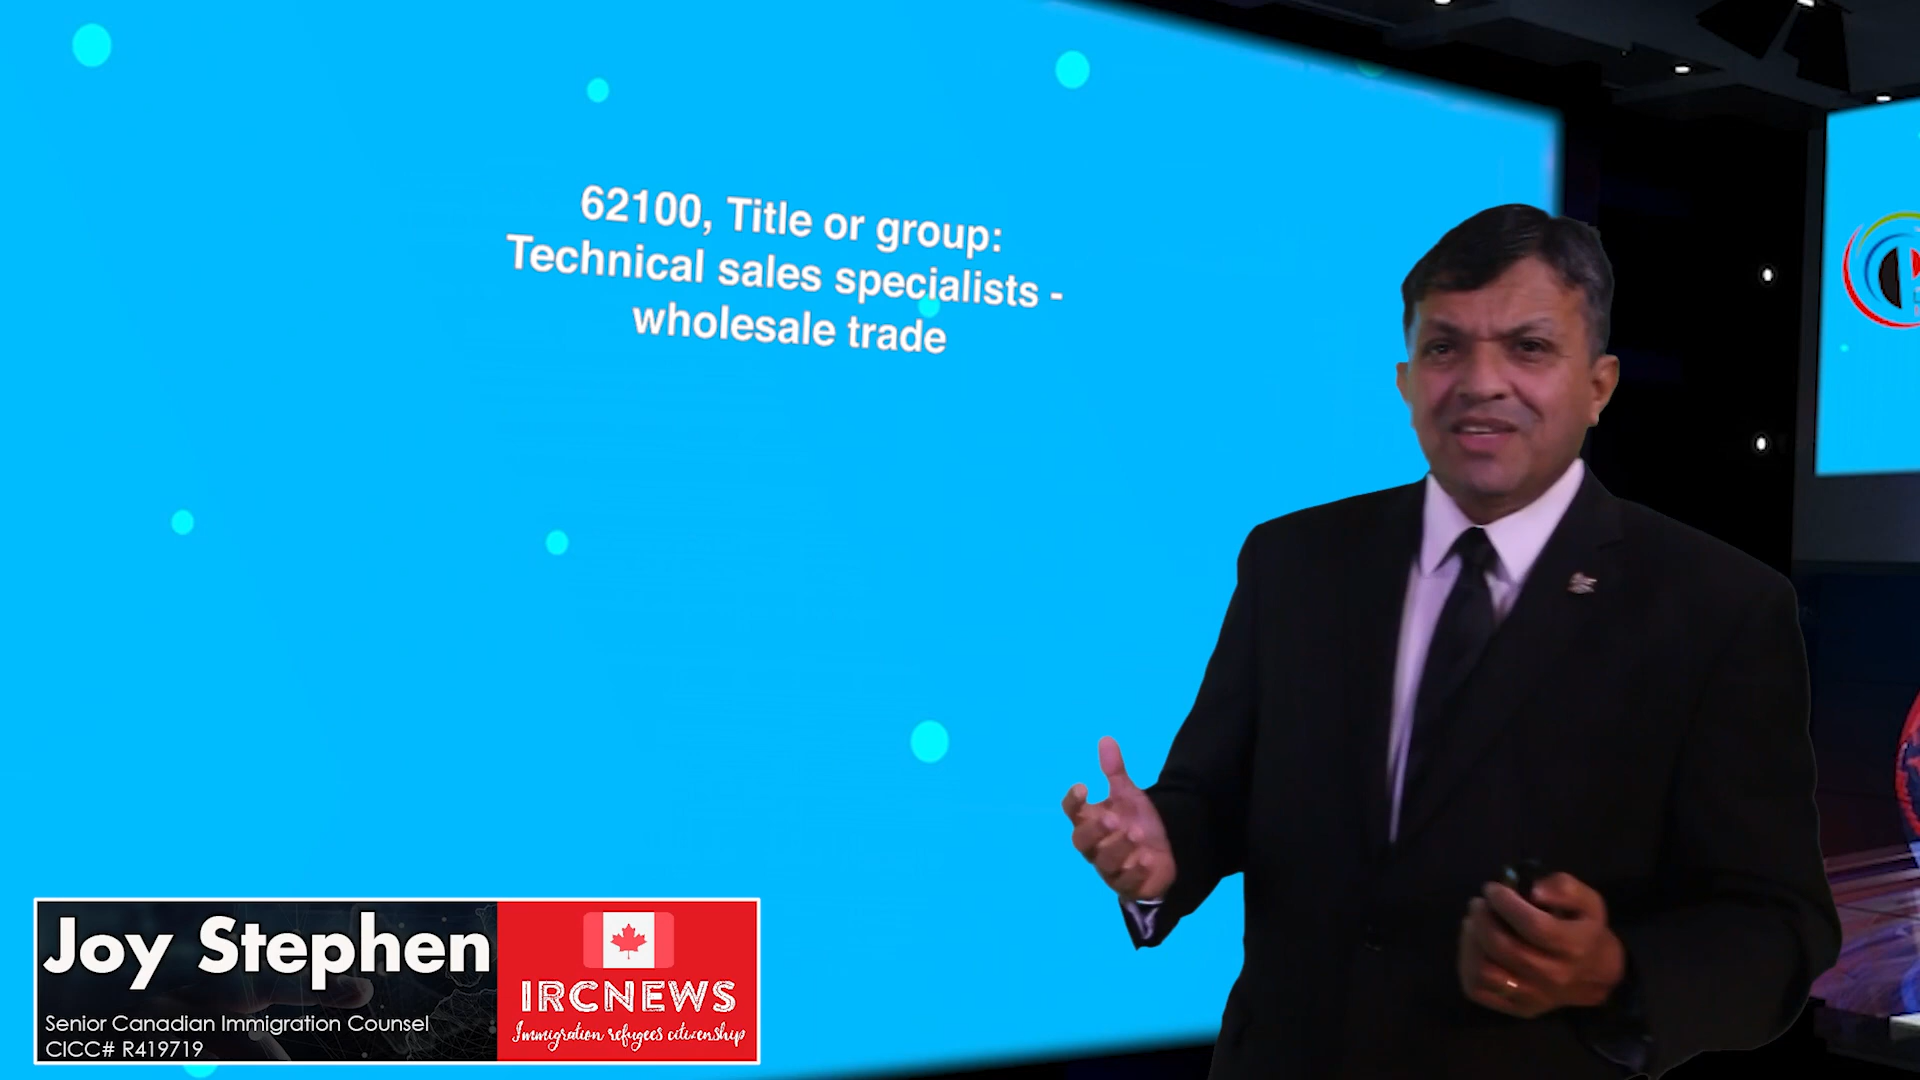 62100, Title or group:
Technical sales specialists -
wholesale trade
Joy Stephen
Senior Canadian Immigration Counsel
CICC# R419719
IRCNEWS
Immigration refugees citizenship